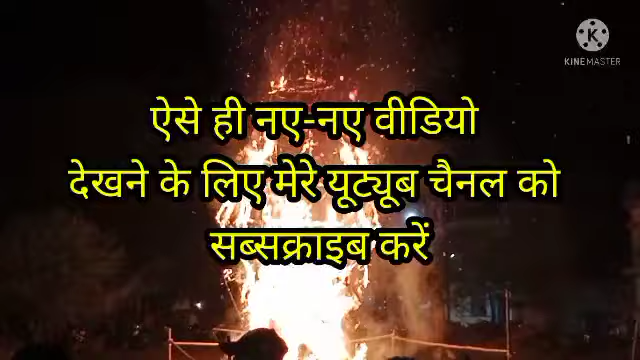 KINEMASTER
ऐसे ही नए-नए वीडियो
देखने के लिए मेरे यूट्यूब चैनल को
सब्सक्राइब करें